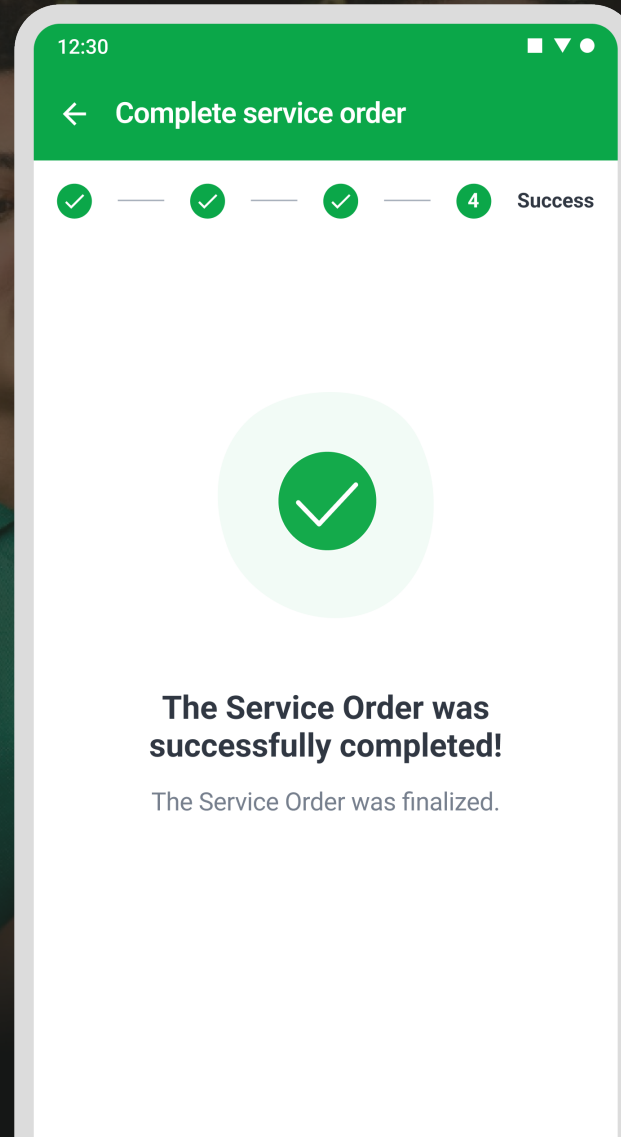 12:30
Complete service order
4 Success
The Service Order was
successfully completed!
The Service Order was finalized.